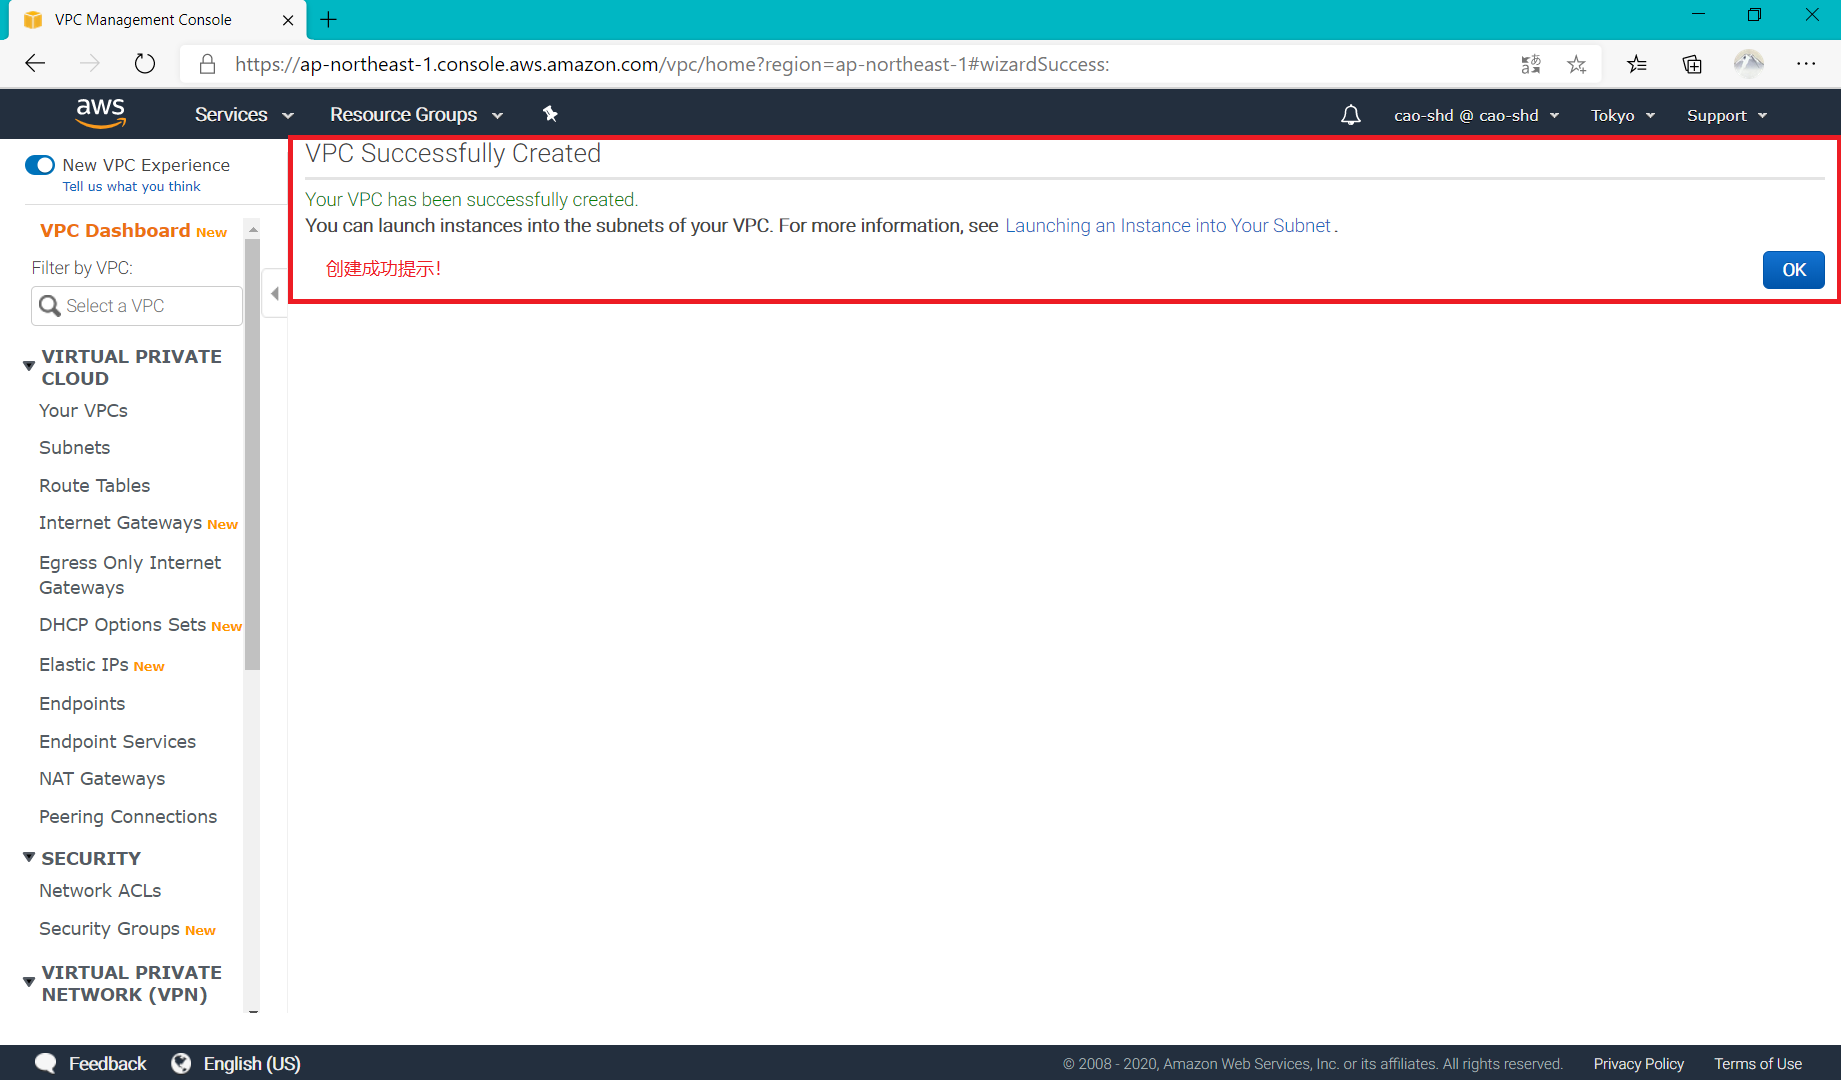 VPC Management Console
https://ap-northeast-1.console.aws.amazon.com/vpc/home?region=ap-northeast-1#wizardSuccess:
aws
Services
Resource Groups
cao-shd @ cao-shd
Tokyo
Support
New VPC Experience
Tell us what you think
VPC Dashboard New
Filter by VPC:
Select a VPC
VIRTUAL PRIVATE
CLOUD
Your VPCs
Subnets
Route Tables
Internet Gateways New
Egress Only Internet
Gateways
DHCP Options Sets New
Elastic IPs New
Endpoints
Endpoint Services
NAT Gateways
Peering Connections
SECURITY
Network ACLs
Security Groups New
VIRTUAL PRIVATE
NETWORK (VPN)
VPC Successfully Created
Your VPC has been successfully created.
You can launch instances into the subnets of your VPC. For more information, see Launching an Instance into Your Subnet.
创建成功提示！
OK
Feedback
English (US)
© 2008 - 2020, Amazon Web Services, Inc. or its affiliates. All rights reserved.
Privacy Policy
Terms of Use